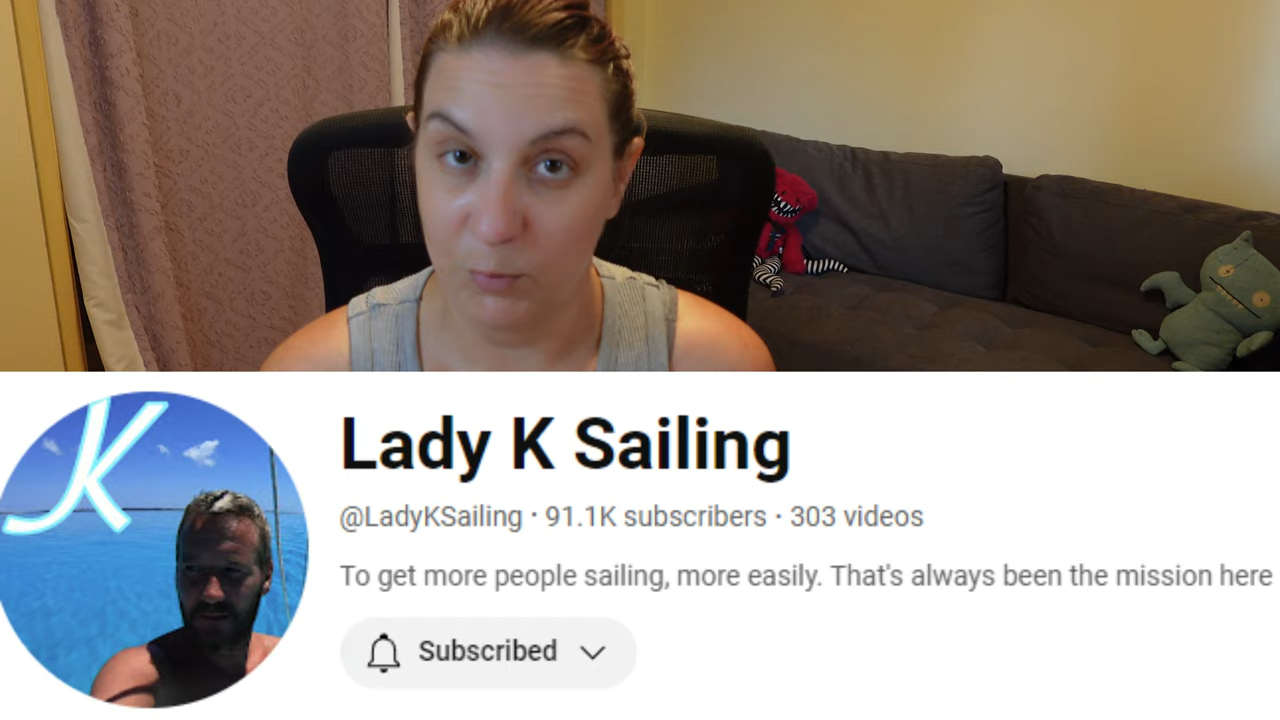 K
Lady K Sailing
@LadyKSailing · 91.1K subscribers · 303 videos
To get more people sailing, more easily. That's always been the mission here
Subscribed